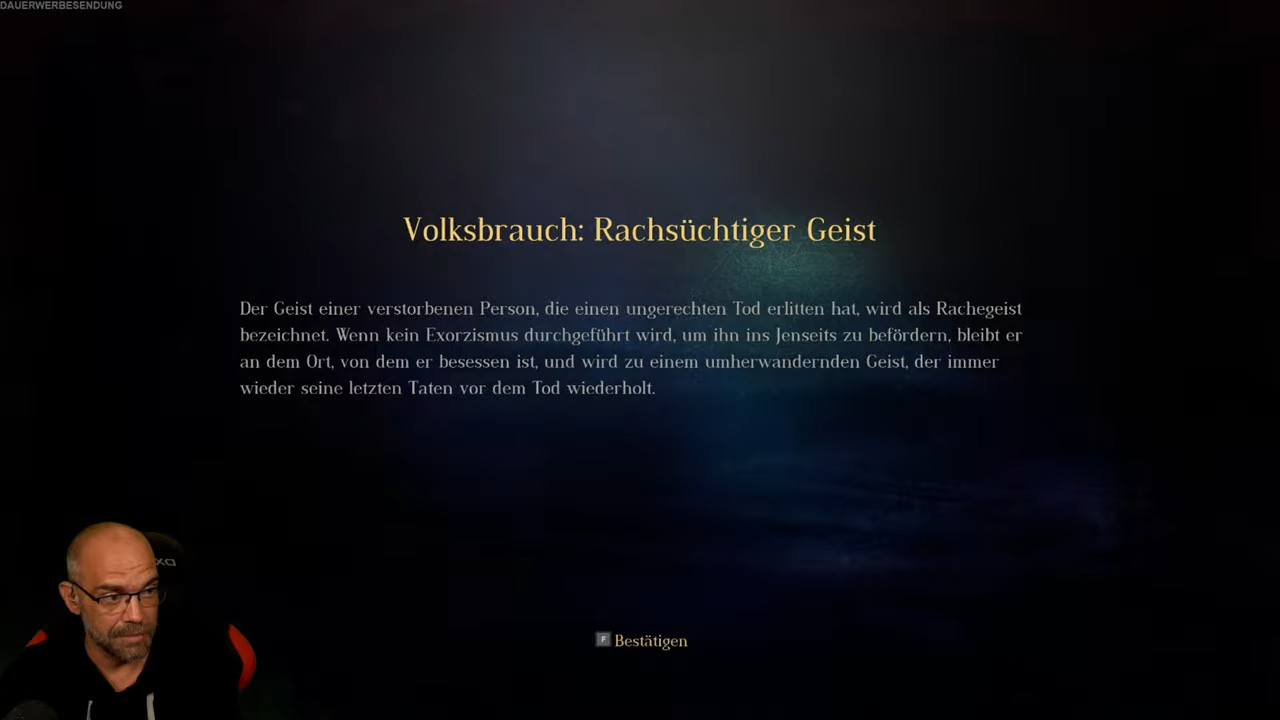 DAUERWERBESENDUNG
Volksbrauch: Rachsüchtiger Geist
Der Geist einer verstorbenen Person, die einen ungerechten Tod erlitten hat, wird als Rachegeist
bezeichnet. Wenn kein Exorzismus durchgeführt wird, um ihn ins Jenseits zu befördern, bleibt er
an dem Ort, von dem er besessen ist, und wird zu einem umherwandernden Geist, der immer
wieder seine letzten Taten vor dem Tod wiederholt.
F Bestätigen